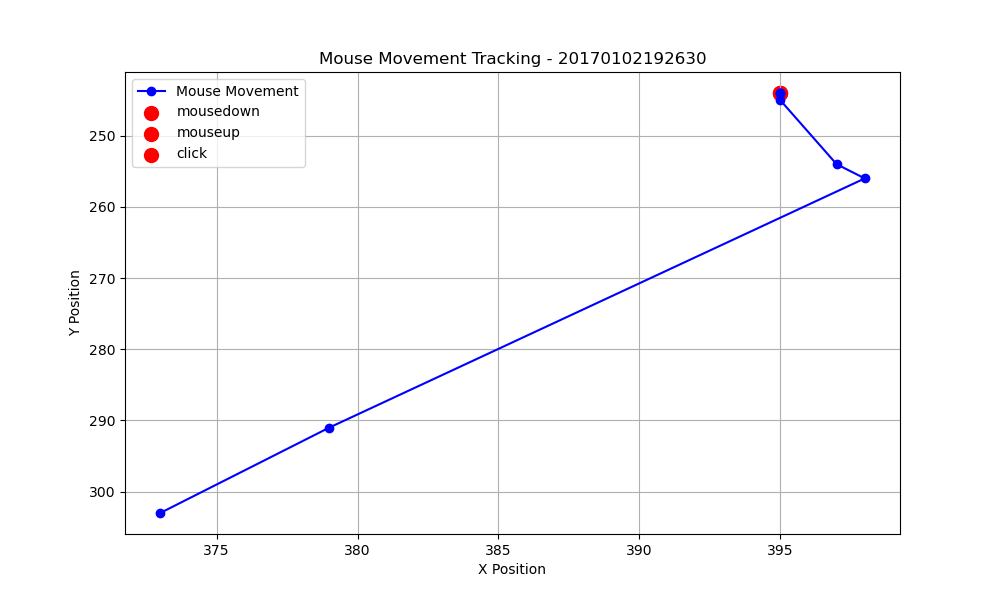 Mouse Movement Tracking - 20170102192630
Mouse Movement
mousedown
mouseup
click
250
260
270
280
290
300
Y Position
375
380
385
390
395
X Position